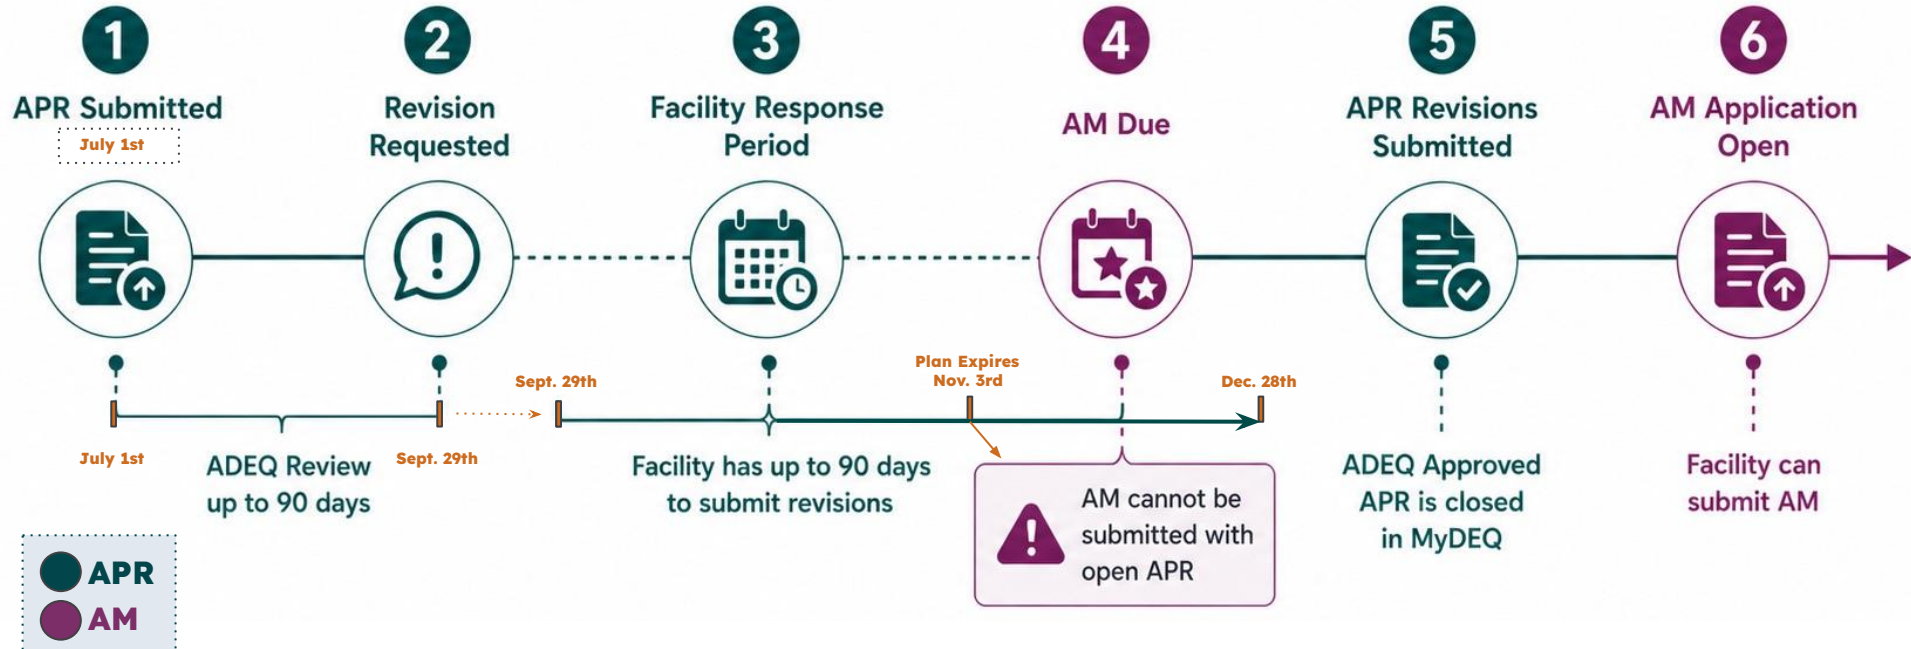 1
APR Submitted
July 1st
2
Revision
Requested
3
Facility Response
Period
4
AM Due
5
APR Revisions
Submitted
6
AM Application
Open
July 1st
ADEQ Review
up to 90 days
Sept. 29th
Sept. 29th
Facility has up to 90 days
to submit revisions
Plan Expires
Nov. 3rd
Dec. 28th
AM cannot be
submitted with
open APR
ADEQ Approved
APR is closed
in MyDEQ
Facility can
submit AM
APR
AM